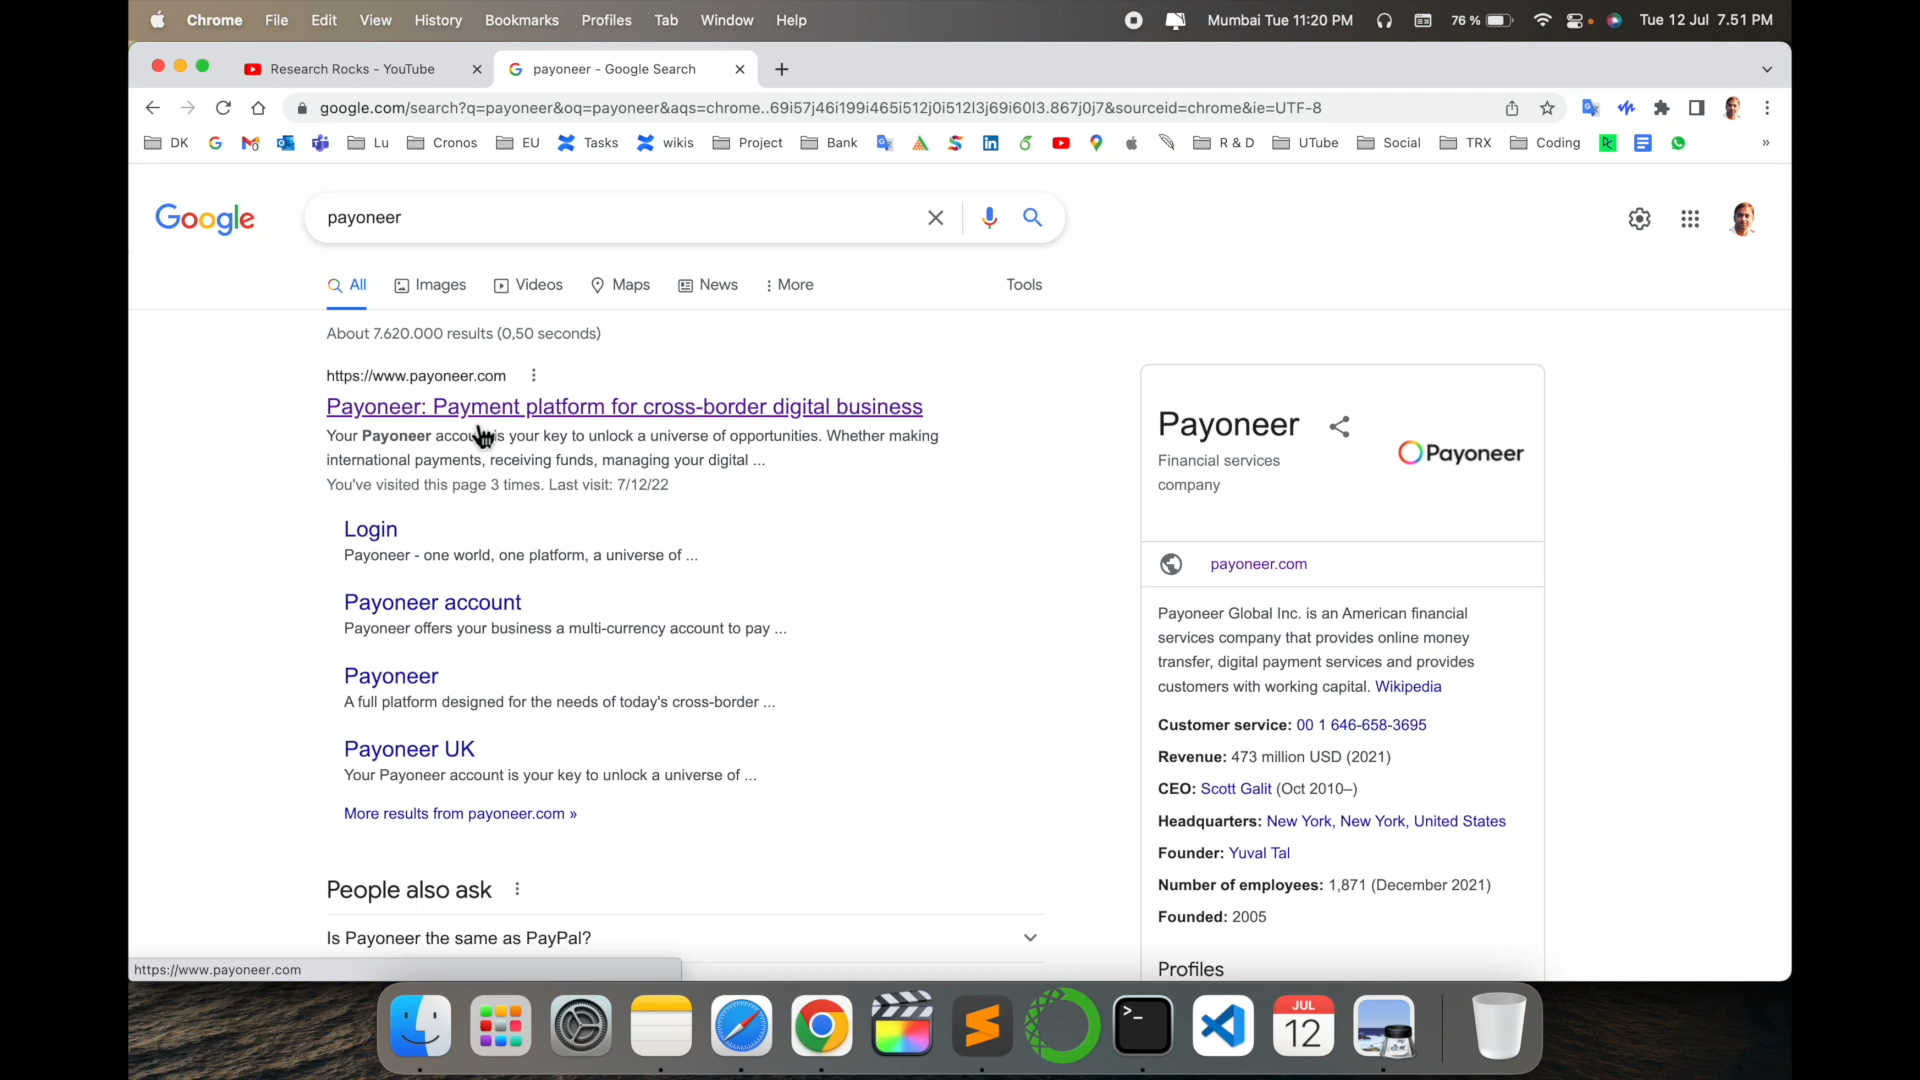 Chrome File Edit View History Bookmarks Profiles Tab Window Help Mumbai Tue 11:20 PM 76 % Tue 12 Jul 7.51 PM
Research Rocks - YouTube payoneer - Google Search
google.com/search?q=payoneer&oq=payoneer&aqs=chrome..69i57j46i199i465i512j0i512l3j69i60l3.867j0j7&sourceid=chrome&ie=UTF-8
DK Lu Cronos EU Tasks wikis Project Bank R & D UTube Social TRX Coding »
Google payoneer
All Images Videos Maps News More Tools
About 7.620.000 results (0,50 seconds)
https://www.payoneer.com
Payoneer: Payment platform for cross-border digital business
Your Payoneer is your key to unlock a universe of opportunities. Whether making
international payments, receiving funds, managing your digital ...
You've visited this page 3 times. Last visit: 7/12/22
Login
Payoneer - one world, one platform, a universe of ...
Payoneer account
Payoneer offers your business a multi-currency account to pay ...
Payoneer
A full platform designed for the needs of today's cross-border ...
Payoneer UK
Your Payoneer account is your key to unlock a universe of ...
More results from payoneer.com »
People also ask
Is Payoneer the same as PayPal?
https://www.payoneer.com
Payoneer
Financial services
company
Payoneer
payoneer.com
Payoneer Global Inc. is an American financial
services company that provides online money
transfer, digital payment services and provides
customers with working capital. Wikipedia
Customer service: 00 1 646-658-3695
Revenue: 473 million USD (2021)
CEO: Scott Galit (Oct 2010–)
Headquarters: New York, New York, United States
Founder: Yuval Tal
Number of employees: 1,871 (December 2021)
Founded: 2005
Profiles
JUL
12